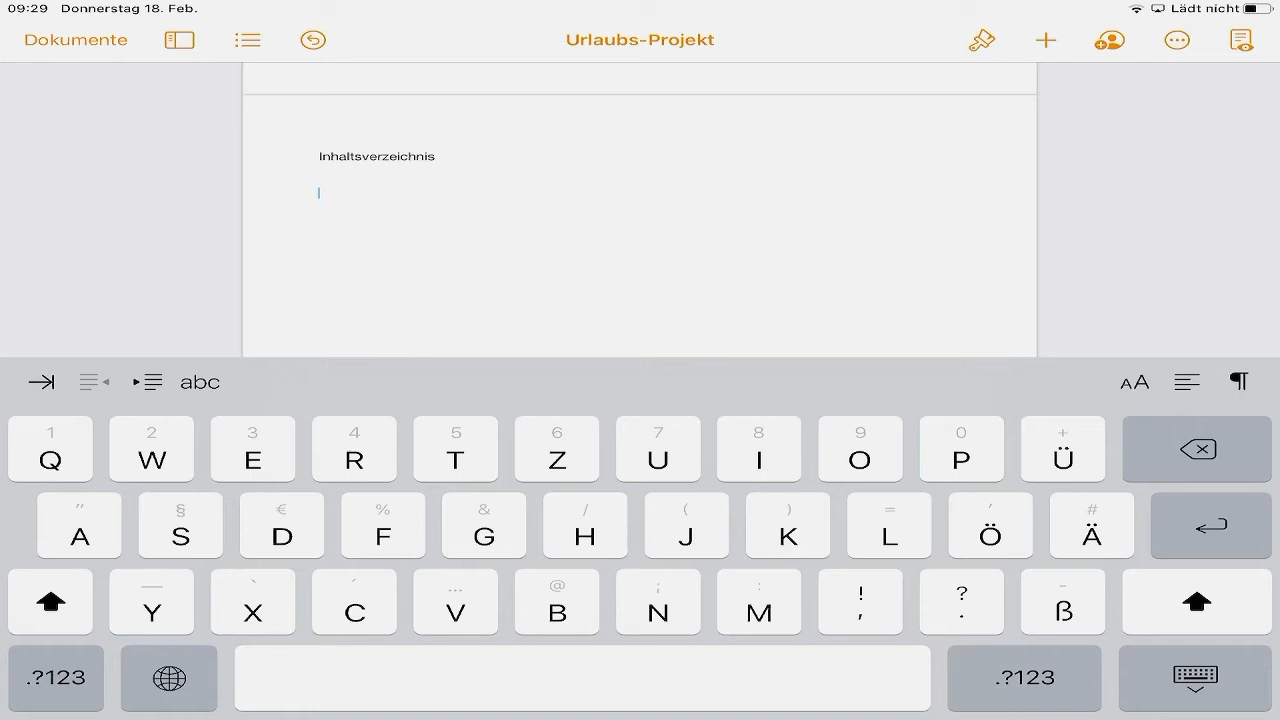 09:29 Donnerstag 18. Feb.
Lädt nicht
Dokumente
Urlaubs-Projekt
Inhaltsverzeichnis
abc
AA
¶
1 2 3 4 5 6 7 8 9 0 +
Q W E R T Z U I O P Ü
" § € % & / ( ) = ' #
A S D F G H J K L Ö Ä
— ` ´ … @ ; : ! ? -
Y X C V B N M , . ß
.?123 .?123